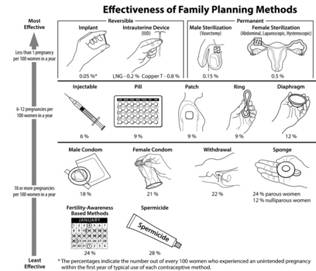 Effectiveness of Family Planning Methods
Most
Effective
Reversible
Permanent
Implant
Intrauterine Device
(IUD)
Male Sterilization
(Vasectomy)
Female Sterilization
(Abdominal, Laparoscopic, Hysteroscopic)
Less than 1 pregnancy
per 100 women in a year
0.05 %*
LNG - 0.2 % Copper T - 0.8 %
0.15 %
0.5 %
Injectable
Pill
Patch
Ring
Diaphragm
6-12 pregnancies per
100 women in a year
6 %
9 %
9 %
9 %
12 %
Male Condom
Female Condom
Withdrawal
Sponge
18 or more pregnancies
per 100 women in a year
18 %
21 %
22 %
24 % parous women
12 % nulliparous women
Fertility-Awareness
Based Methods
Spermicide
JANUARY
Spermicide
24 %
28 %
Least
Effective
* The percentages indicate the number out of every 100 women who experienced an unintended pregnancy
within the first year of typical use of each contraceptive method.